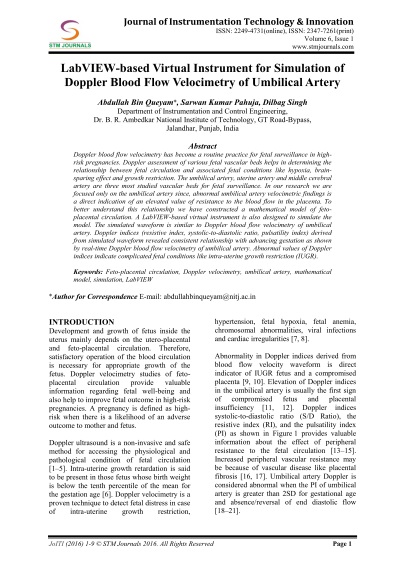 Journal of Instrumentation Technology & Innovation
ISSN: 2249-4731(online), ISSN: 2347-7261(print)
Volume 6, Issue 1
www.stmjournals.com
STM JOURNALS
LabVIEW-based Virtual Instrument for Simulation of
Doppler Blood Flow Velocimetry of Umbilical Artery
Abdullah Bin Queyam*, Sarwan Kumar Pahuja, Dilbag Singh
Department of Instrumentation and Control Engineering,
Dr. B. R. Ambedkar National Institute of Technology, GT Road-Bypass,
Jalandhar, Punjab, India
Abstract
Doppler blood flow velocimetry has become a routine practice for fetal surveillance in high-
risk pregnancies. Doppler assessment of various fetal vascular beds helps in determining the
relationship between fetal circulation and associated fetal conditions like hypoxia, brain-
sparing effect and growth restriction. The umbilical artery, uterine artery and middle cerebral
artery are three most studied vascular beds for fetal surveillance. In our research we are
focused only on the umbilical artery since, abnormal umbilical artery velocimetric findings is
a direct indication of an elevated value of resistance to the blood flow in the placenta. To
better understand this relationship we have constructed a mathematical model of feto-
placental circulation. A LabVIEW-based virtual instrument is also designed to simulate the
model. The simulated waveform is similar to Doppler blood flow velocimetry of umbilical
artery. Doppler indices (resistive index, systolic-to-diastolic ratio, pulsatility index) derived
from simulated waveform revealed consistent relationship with advancing gestation as shown
by real-time Doppler blood flow velocimetry of umbilical artery. Abnormal values of Doppler
indices indicate complicated fetal conditions like intra-uterine growth restriction (IUGR).
Keywords: Feto-placental circulation, Doppler velocimetry, umbilical artery, mathematical
model, simulation, LabVIEW
*Author for Correspondence E-mail: abdullahbinqueyam@nitj.ac.in
INTRODUCTION
Development and growth of fetus inside the
uterus mainly depends on the utero-placental
and feto-placental circulation. Therefore,
satisfactory operation of the blood circulation
is necessary for appropriate growth of the
fetus. Doppler velocimetry studies of feto-
placental circulation provide valuable
information regarding fetal well-being and
also help to improve fetal outcome in high-risk
pregnancies. A pregnancy is defined as high-
risk when there is a likelihood of an adverse
outcome to mother and fetus.
Doppler ultrasound is a non-invasive and safe
method for accessing the physiological and
pathological condition of fetal circulation
[1–5]. Intra-uterine growth retardation is said
to be present in those fetus whose birth weight
is below the tenth percentile of the mean for
the gestation age [6]. Doppler velocimetry is a
proven technique to detect fetal distress in case
of intra-uterine growth restriction,
hypertension, fetal hypoxia, fetal anemia,
chromosomal abnormalities, viral infections
and cardiac irregularities [7, 8].
Abnormality in Doppler indices derived from
blood flow velocity waveform is direct
indicator of IUGR fetus and a compromised
placenta [9, 10]. Elevation of Doppler indices
in the umbilical artery is usually the first sign
of compromised fetus and placental
insufficiency [11, 12]. Doppler indices
systolic-to-diastolic ratio (S/D Ratio), the
resistive index (RI), and the pulsatility index
(PI) as shown in Figure 1 provides valuable
information about the effect of peripheral
resistance to the fetal circulation [13–15].
Increased peripheral vascular resistance may
be because of vascular disease like placental
fibrosis [16, 17]. Umbilical artery Doppler is
considered abnormal when the PI of umbilical
artery is greater than 2SD for gestational age
and absence/reversal of end diastolic flow
[18–21].
JoITI (2016) 1-9 © STM Journals 2016. All Rights Reserved
Page 1